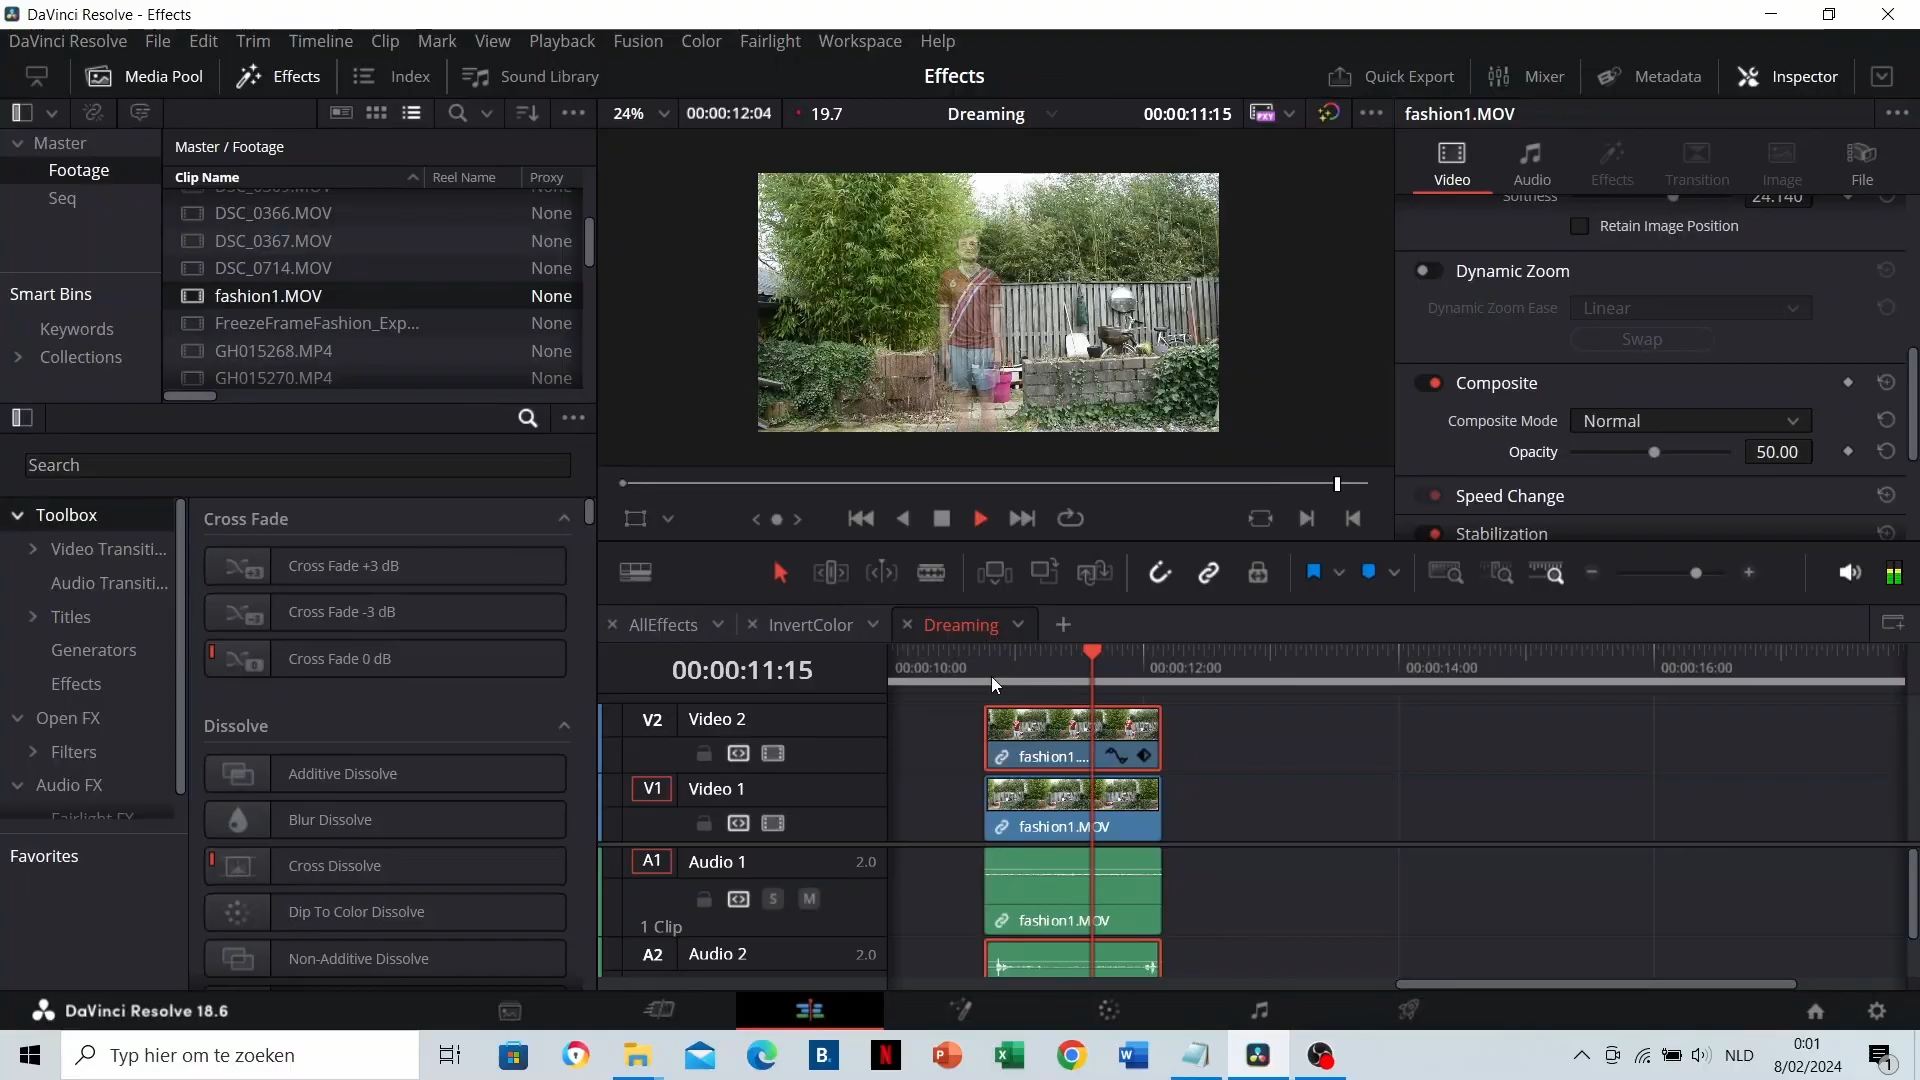 DaVinci Resolve - Effects
DaVinci Resolve File Edit Trim Timeline Clip Mark View Playback Fusion Color Fairlight Workspace Help
Media Pool Effects Index Sound Library Effects Quick Export Mixer Metadata Inspector
24% 00:00:12:04 19.7 Dreaming 00:00:11:15 PXY fashion1.MOV
Master
Footage
Seq
Master / Footage
Clip Name Reel Name Proxy
DSC_0365.MOV None
DSC_0366.MOV None
DSC_0367.MOV None
DSC_0714.MOV None
fashion1.MOV None
FreezeFrameFashion_Exp... None
GH015268.MP4 None
GH015270.MP4 None
Smart Bins
Keywords
Collections
Video Audio Effects Transition Image File
Softness 24.140
Retain Image Position
Dynamic Zoom
Dynamic Zoom Ease Linear
Swap
Composite
Composite Mode Normal
Opacity 50.00
Speed Change
Stabilization
Search
Toolbox
Video Transiti...
Audio Transiti...
Titles
Generators
Effects
Open FX
Filters
Audio FX
Fairlight FX
Favorites
Cross Fade
Cross Fade +3 dB
Cross Fade -3 dB
Cross Fade 0 dB
Dissolve
Additive Dissolve
Blur Dissolve
Cross Dissolve
Dip To Color Dissolve
Non-Additive Dissolve
AllEffects InvertColor Dreaming
00:00:11:15
00:00:10:00 00:00:12:00 00:00:14:00 00:00:16:00
V2 Video 2
fashion1....
V1 Video 1
fashion1.MOV
A1 Audio 1 2.0
S M
1 Clip
fashion1.MOV
A2 Audio 2 2.0
DaVinci Resolve 18.6
Typ hier om te zoeken
NLD
0:01
8/02/2024
1